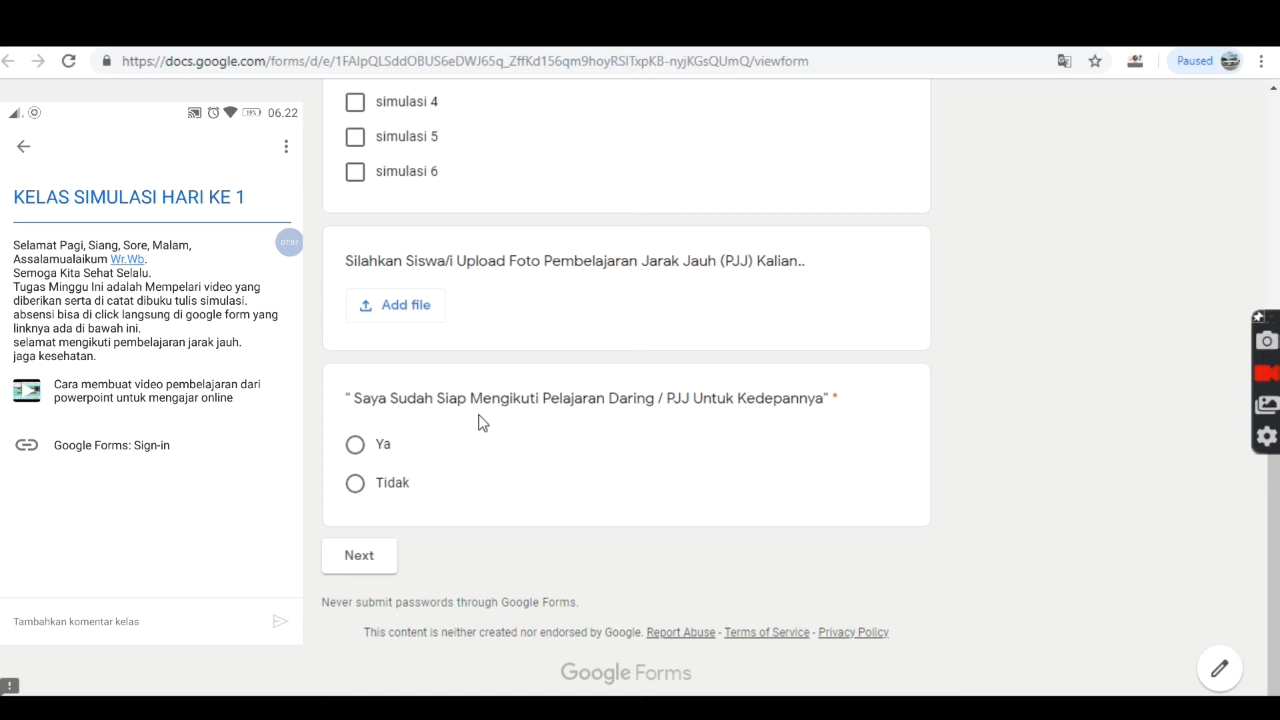 https://docs.google.com/forms/d/e/1FAIpQLSddOBUS6eDWJ65q_ZffKd156qm9hoyRSITxpKB-nyjKGsQUmQ/viewform
Paused
19%
06.22
KELAS SIMULASI HARI KE 1
Selamat Pagi, Siang, Sore, Malam,
Assalamualaikum Wr.Wb.
Semoga Kita Sehat Selalu.
Tugas Minggu Ini adalah Mempelari video yang
diberikan serta di catat dibuku tulis simulasi.
absensi bisa di click langsung di google form yang
linknya ada di bawah ini.
selamat mengikuti pembelajaran jarak jauh.
jaga kesehatan.
07:07
Cara membuat video pembelajaran dari
powerpoint untuk mengajar online
Google Forms: Sign-in
Tambahkan komentar kelas
simulasi 4
simulasi 5
simulasi 6
Silahkan Siswa/i Upload Foto Pembelajaran Jarak Jauh (PJJ) Kalian..
Add file
" Saya Sudah Siap Mengikuti Pelajaran Daring / PJJ Untuk Kedepannya" *
Ya
Tidak
Next
Never submit passwords through Google Forms.
This content is neither created nor endorsed by Google. Report Abuse - Terms of Service - Privacy Policy
Google Forms